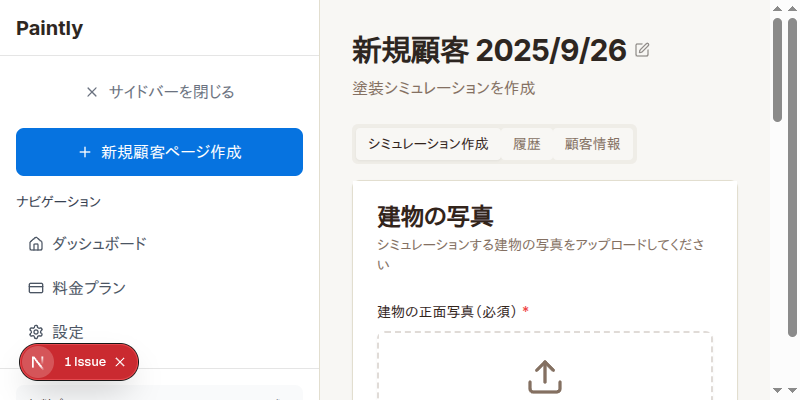 Paintly
サイドバーを閉じる
新規顧客ページ作成
ナビゲーション
ダッシュボード
料金プラン
設定
1 Issue
新規顧客 2025/9/26
塗装シミュレーションを作成
シミュレーション作成 履歴 顧客情報
建物の写真
シミュレーションする建物の写真をアップロードしてくださ
い
建物の正面写真(必須) *